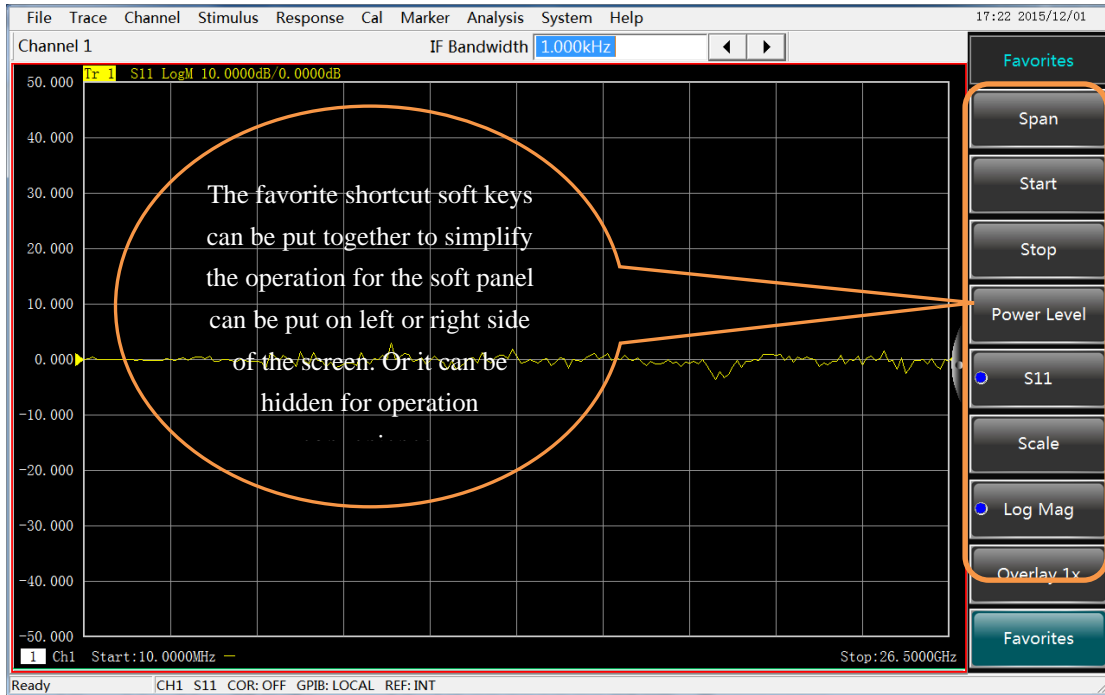 File Trace Channel Stimulus Response Cal Marker Analysis System Help
17:22 2015/12/01
Channel 1
IF Bandwidth 1.000kHz
Tr 1 S11 LogM 10.0000dB/0.0000dB
50.000
40.000
30.000
20.000
10.000
0.000
-10.000
-20.000
-30.000
-40.000
-50.000
The favorite shortcut soft keys
can be put together to simplify
the operation for the soft panel
can be put on left or right side
of the screen. Or it can be
hidden for operation
1 Ch1 Start:10.0000MHz —
Stop:26.5000GHz
Favorites
Span
Start
Stop
Power Level
S11
Scale
Log Mag
Overlay 1x
Favorites
Ready CH1 S11 COR:OFF GPIB:LOCAL REF:INT